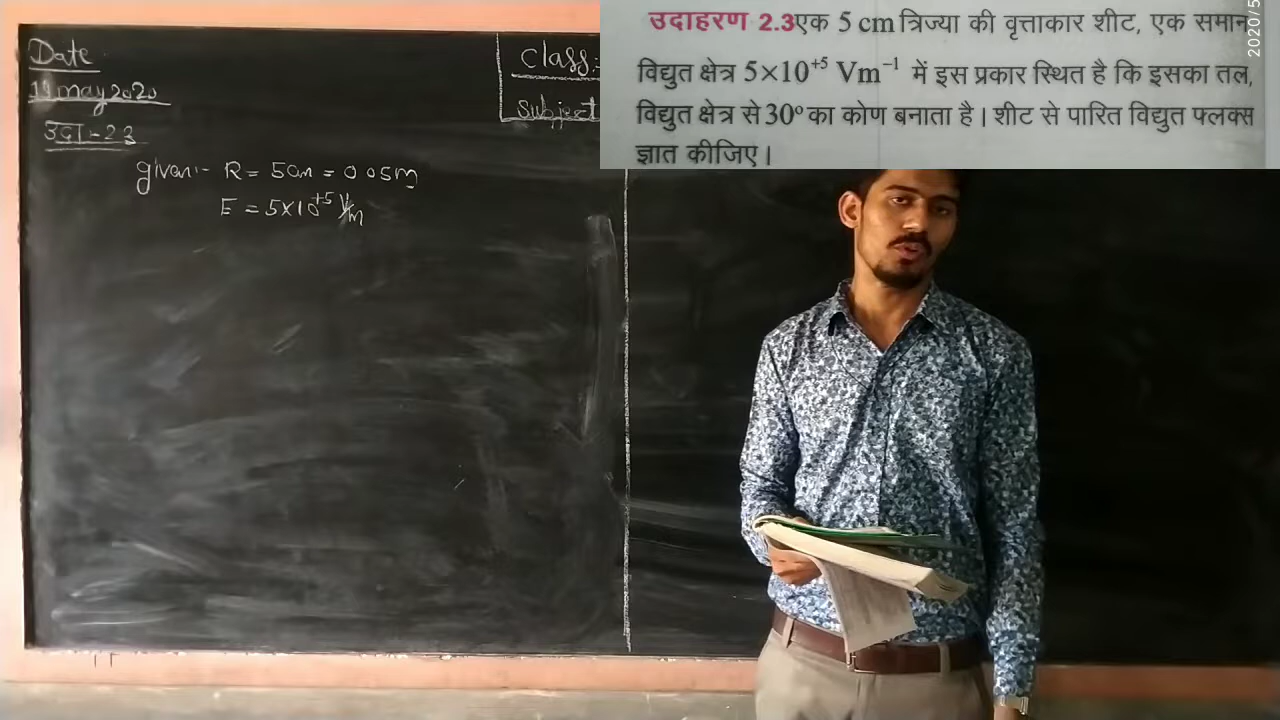 Date
11 may 2020
उदा - 2.3
given:- R = 5cm = 0.05m
E = 5×10⁺⁵ V/m
Class:-
Subject
उदाहरण 2.3 एक 5 cm त्रिज्या की वृत्ताकार शीट, एक समान
विद्युत क्षेत्र 5×10⁺⁵ Vm⁻¹ में इस प्रकार स्थित है कि इसका तल,
विद्युत क्षेत्र से 30° का कोण बनाता है। शीट से पारित विद्युत फ्लक्स
ज्ञात कीजिए।
2020/5